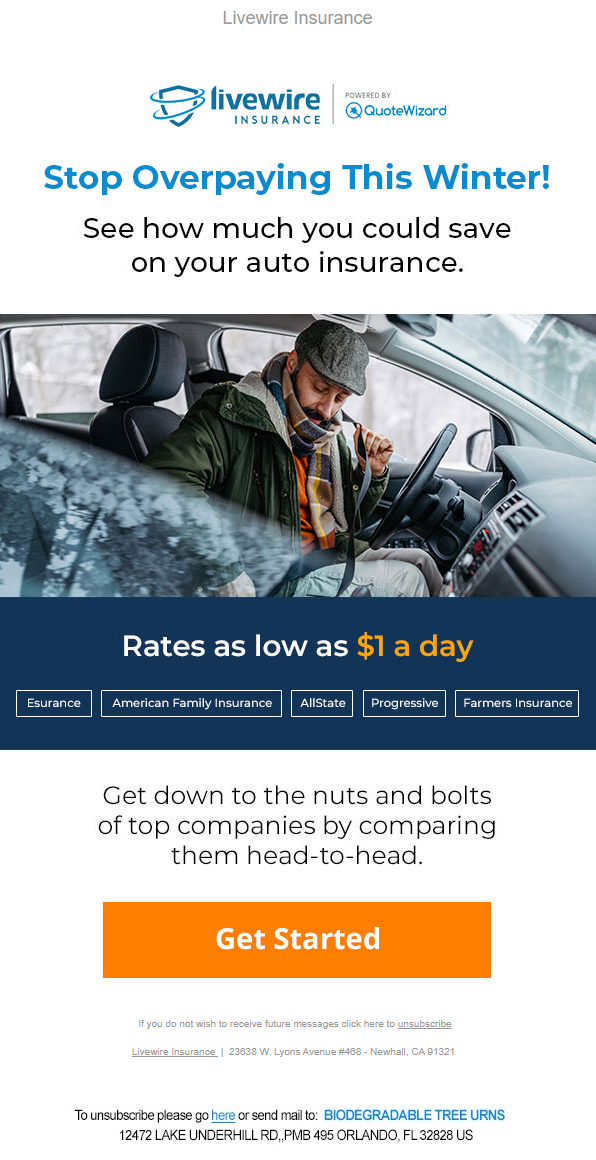 Livewire Insurance
livewire
INSURANCE
POWERED BY
QuoteWizard
Stop Overpaying This Winter!
See how much you could save
on your auto insurance.
Rates as low as $1 a day
Esurance American Family Insurance AllState Progressive Farmers Insurance
Get down to the nuts and bolts
of top companies by comparing
them head-to-head.
Get Started
If you do not wish to receive future messages click here to unsubscribe
Livewire Insurance | 23638 W. Lyons Avenue #468 - Newhall, CA 91321
To unsubscribe please go here or send mail to: BIODEGRADABLE TREE URNS
12472 LAKE UNDERHILL RD,,PMB 495 ORLANDO, FL 32828 US